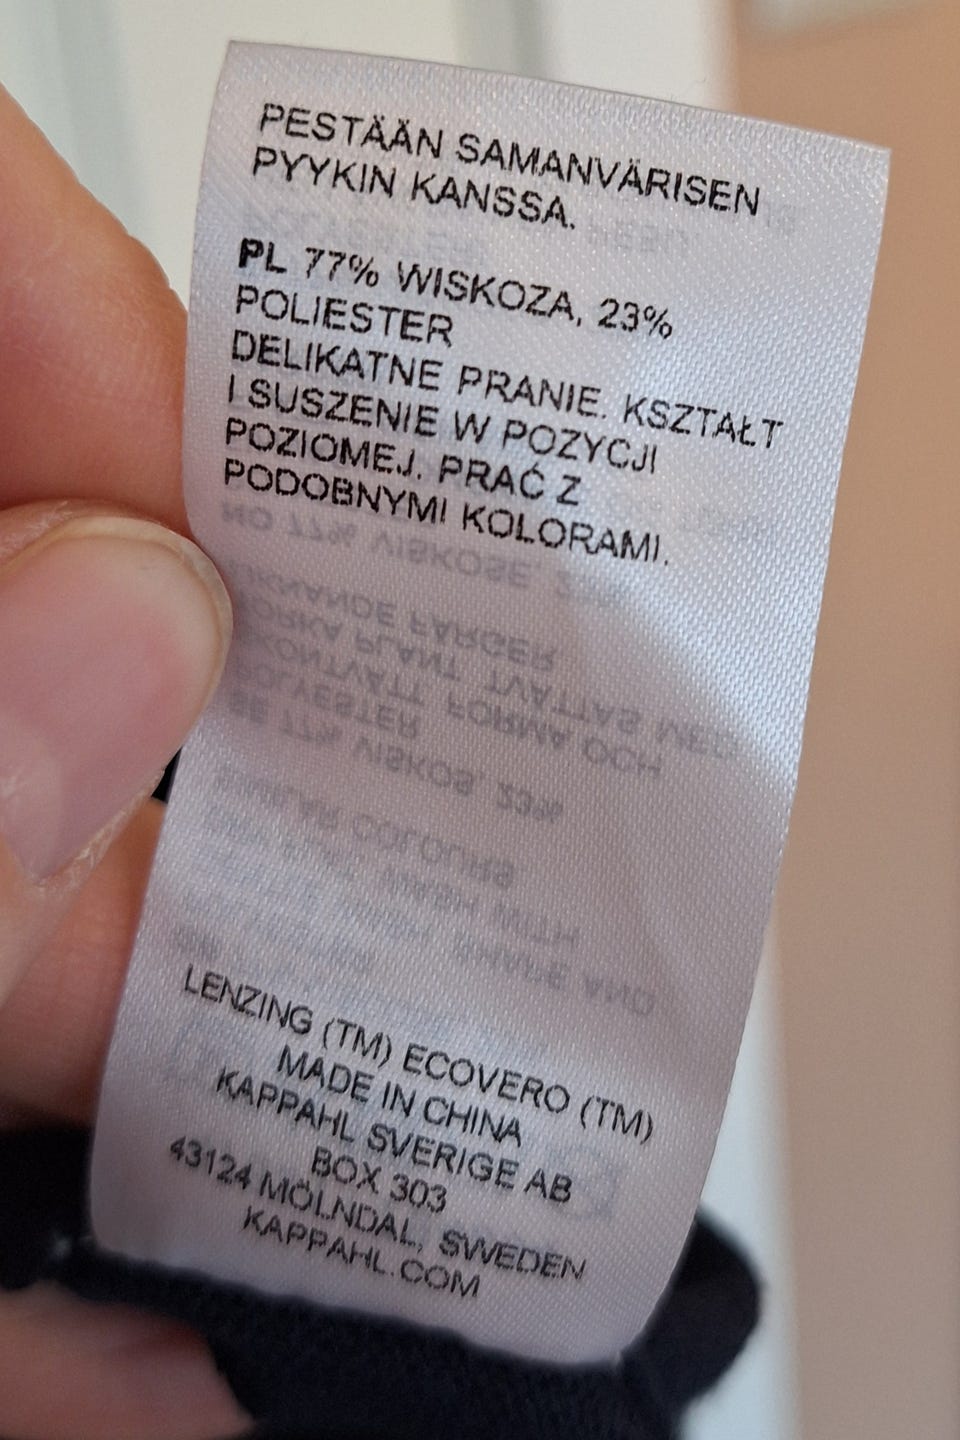 PESTÄÄN SAMANVÄRISEN
PYYKIN KANSSA.
PL 77% WISKOZA, 23%
POLIESTER
DELIKATNE PRANIE. KSZTAŁT
I SUSZENIE W POZYCJI
POZIOMEJ. PRAĆ Z
PODOBNYMI KOLORAMI.
LENZING (TM) ECOVERO (TM)
MADE IN CHINA
KAPPAHL SVERIGE AB
BOX 303
43124 MÖLNDAL, SWEDEN
KAPPAHL.COM